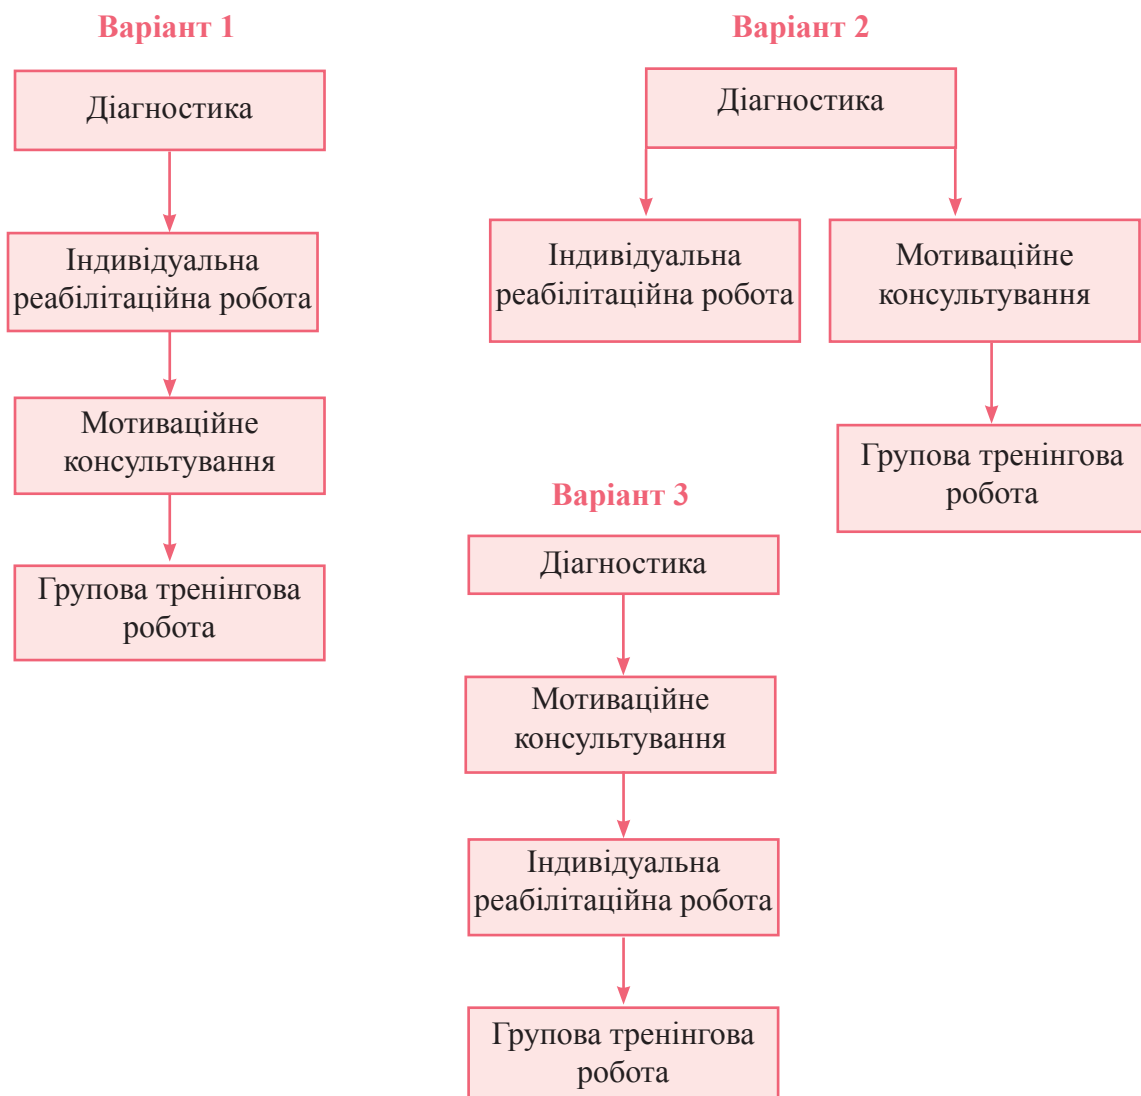 Варіант 1
Діагностика
Індивідуальна
реабілітаційна робота
Мотиваційне
консультування
Групова тренінгова
робота
Варіант 2
Діагностика
Індивідуальна
реабілітаційна робота
Мотиваційне
консультування
Групова тренінгова
робота
Варіант 3
Діагностика
Мотиваційне
консультування
Індивідуальна
реабілітаційна робота
Групова тренінгова
робота